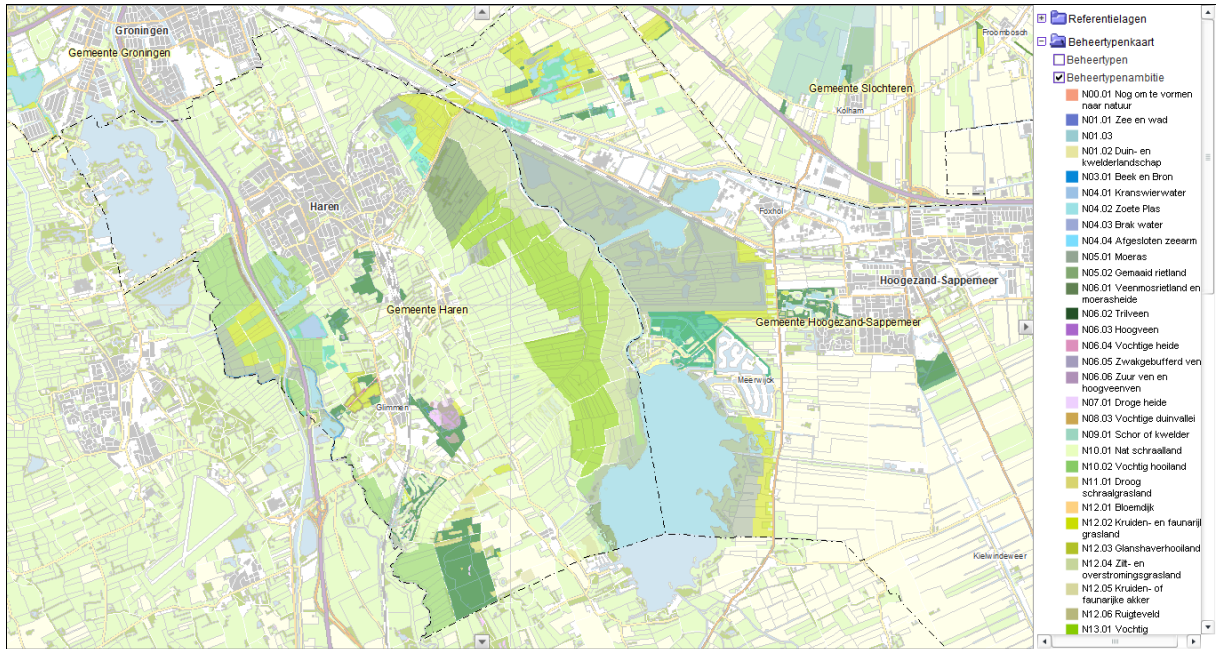 Groningen
Gemeente Groningen
Froombosch
Gemeente Slochteren
Kolham
Haren
Foxhol
Hoogezand-Sappemeer
Gemeente Haren
Gemeente Hoogezand-Sappemeer
Meerwijck
Glimmen
Kielwindeweer
Referentielagen
Beheertypenkaart
Beheertypen
Beheertypenambitie
N00.01 Nog om te vormen
naar natuur
N01.01 Zee en wad
N01.03
N01.02 Duin- en
kwelderlandschap
N03.01 Beek en Bron
N04.01 Kranswierwater
N04.02 Zoete Plas
N04.03 Brak water
N04.04 Afgesloten zeearm
N05.01 Moeras
N05.02 Gemaaid rietland
N06.01 Veenmosrietland en
moerasheide
N06.02 Trilveen
N06.03 Hoogveen
N06.04 Vochtige heide
N06.05 Zwakgebufferd ven
N06.06 Zuur ven en
hoogveenven
N07.01 Droge heide
N08.03 Vochtige duinvallei
N09.01 Schor of kwelder
N10.01 Nat schraalland
N10.02 Vochtig hooiland
N11.01 Droog
schraalgrasland
N12.01 Bloemdijk
N12.02 Kruiden- en faunarijk
grasland
N12.03 Glanshaverhooiland
N12.04 Zilt- en
overstromingsgrasland
N12.05 Kruiden- of
faunarijke akker
N12.06 Ruigteveld
N13.01 Vochtig